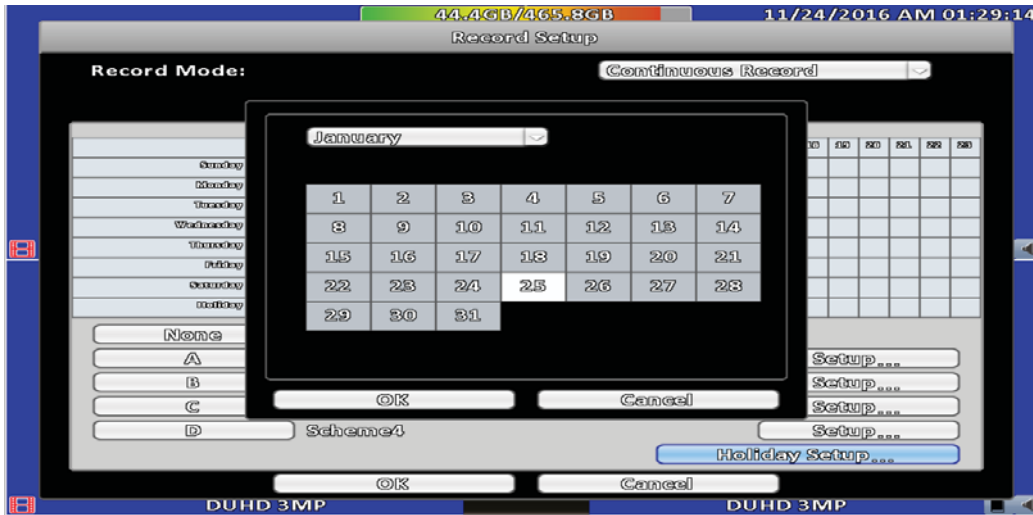 44.4GB/465.8GB 11/24/2016 AM 01:29:14
Record Setup
Record Mode: Continuous Record
January
18 19 20 21 22 23
Sunday
Monday
Tuesday
Wednesday
Thursday
Friday
Saturday
Holiday
1 2 3 4 5 6 7
8 9 10 11 12 13 14
15 16 17 18 19 20 21
22 23 24 25 26 27 28
29 30 31
None
A Setup...
B Setup...
OK Cancel
C Setup...
D Scheme4 Setup...
Holiday Setup...
OK Cancel
DUHD 3MP DUHD 3MP